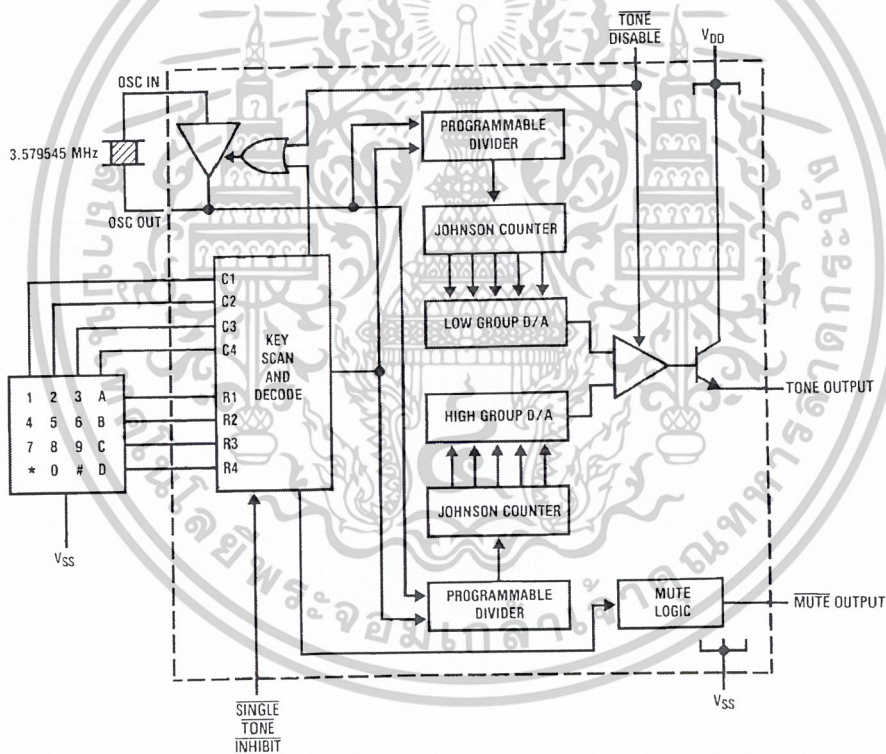 TONE
DISABLE
VDD
OSC IN
3.579545 MHz
OSC OUT
PROGRAMMABLE
DIVIDER
JOHNSON COUNTER
LOW GROUP D/A
C1
C2
C3
C4
R1
R2
R3
R4
KEY
SCAN
AND
DECODE
1 2 3 A
4 5 6 B
7 8 9 C
* 0 # D
VSS
TONE OUTPUT
HIGH GROUP D/A
JOHNSON COUNTER
PROGRAMMABLE
DIVIDER
MUTE
LOGIC
MUTE OUTPUT
VSS
SINGLE
TONE
INHIBIT